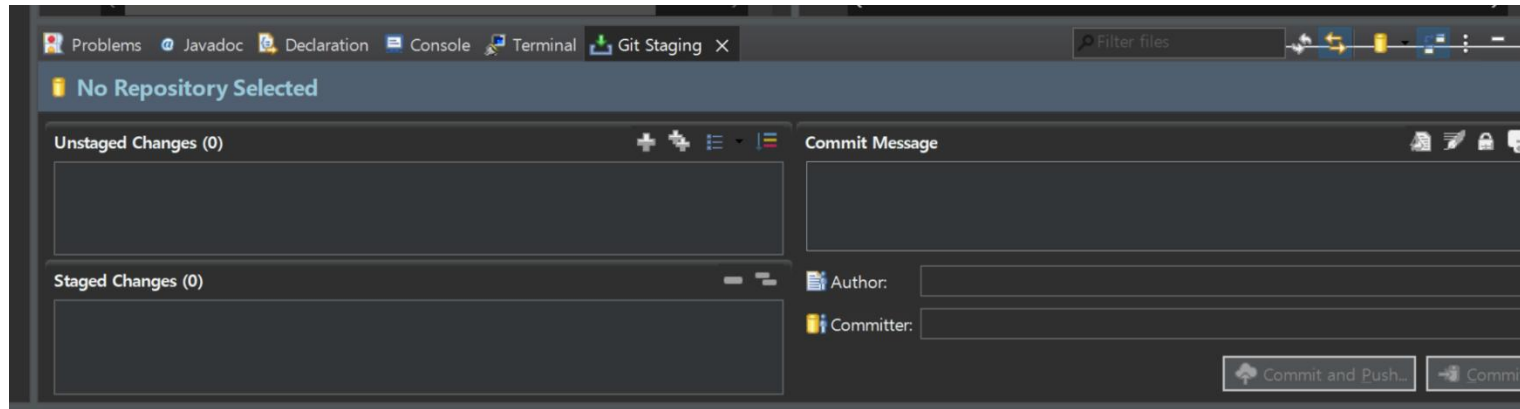 Problems @ Javadoc Declaration Console Terminal Git Staging
Filter files
No Repository Selected
Unstaged Changes (0)
Commit Message
Staged Changes (0)
Author:
Committer:
Commit and Push...
Commi